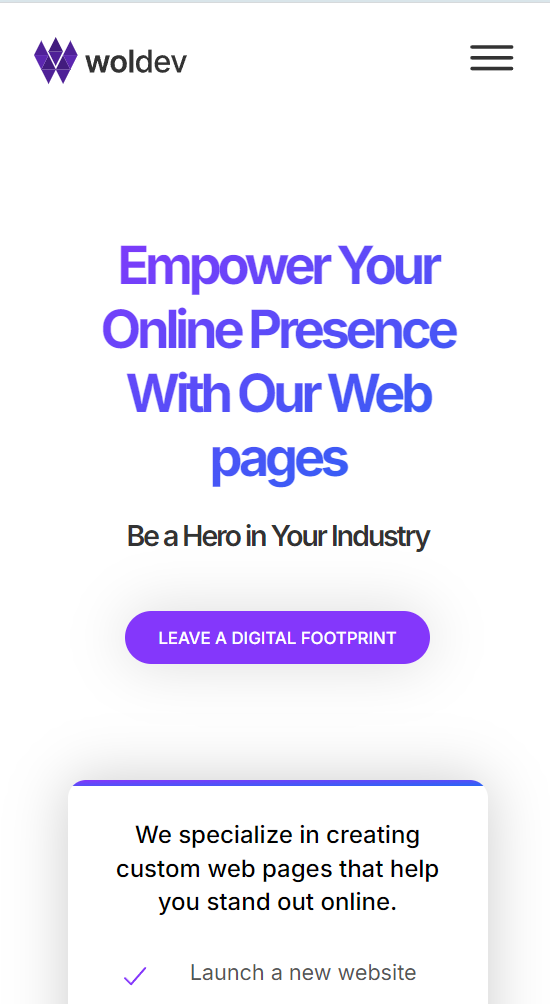 woldev
Empower Your
Online Presence
With Our Web
pages
Be a Hero in Your Industry
LEAVE A DIGITAL FOOTPRINT
We specialize in creating
custom web pages that help
you stand out online.
Launch a new website